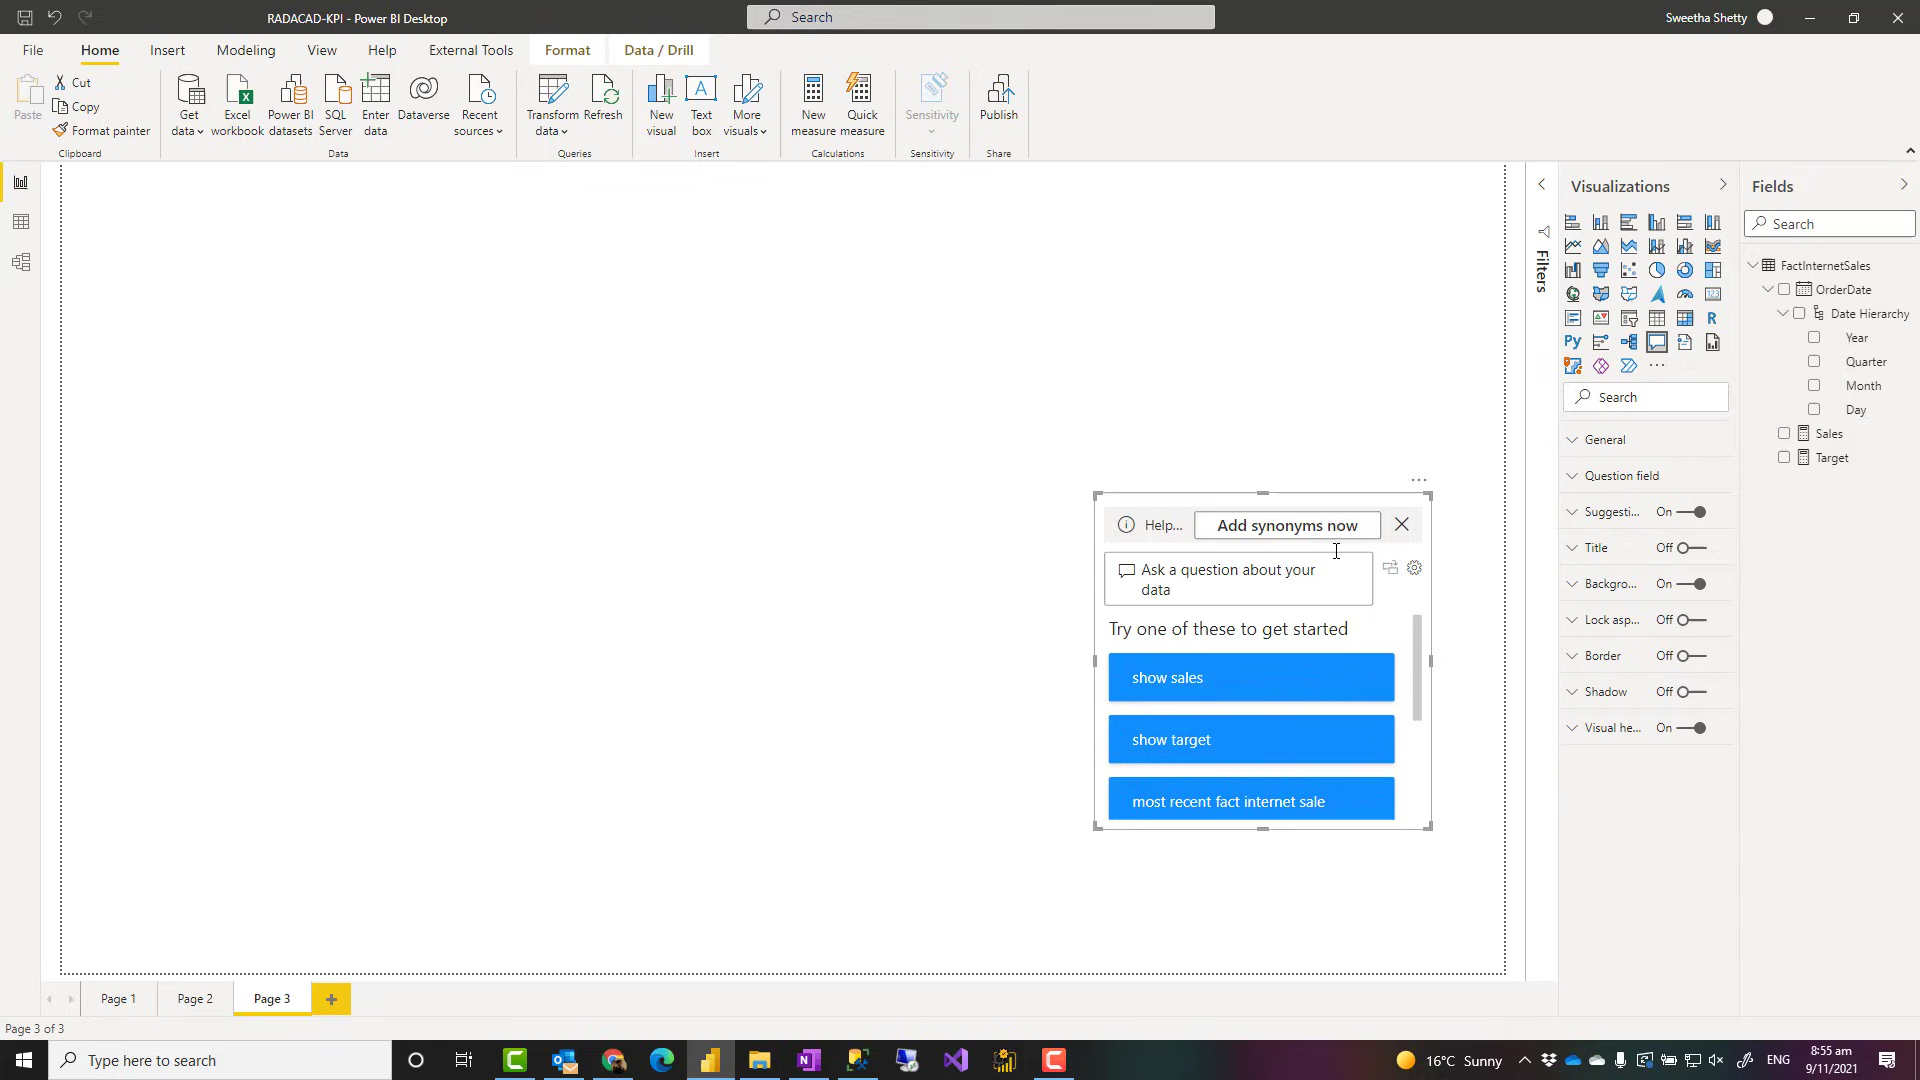 RADACAD-KPI - Power BI Desktop
Search
Sweetha Shetty
File Home Insert Modeling View Help External Tools Format Data / Drill
Paste
Cut
Copy
Format painter
Clipboard
Get data
Excel workbook
Power BI datasets
SQL Server
Enter data
Dataverse
Recent sources
Data
Transform data
Refresh
Queries
New visual
Text box
More visuals
Insert
New measure
Quick measure
Calculations
Sensitivity
Sensitivity
Publish
Share
Help...
Add synonyms now
Ask a question about your
data
Try one of these to get started
show sales
show target
most recent fact internet sale
Filters
Visualizations
R
Py
123
Search
General
Question field
Suggesti... On
Title Off
Backgro... On
Lock asp... Off
Border Off
Shadow Off
Visual he... On
Fields
Search
FactInternetSales
OrderDate
Date Hierarchy
Year
Quarter
Month
Day
Sales
Target
Page 1 Page 2 Page 3
Page 3 of 3
Type here to search
16°C Sunny
ENG
8:55 am
9/11/2021